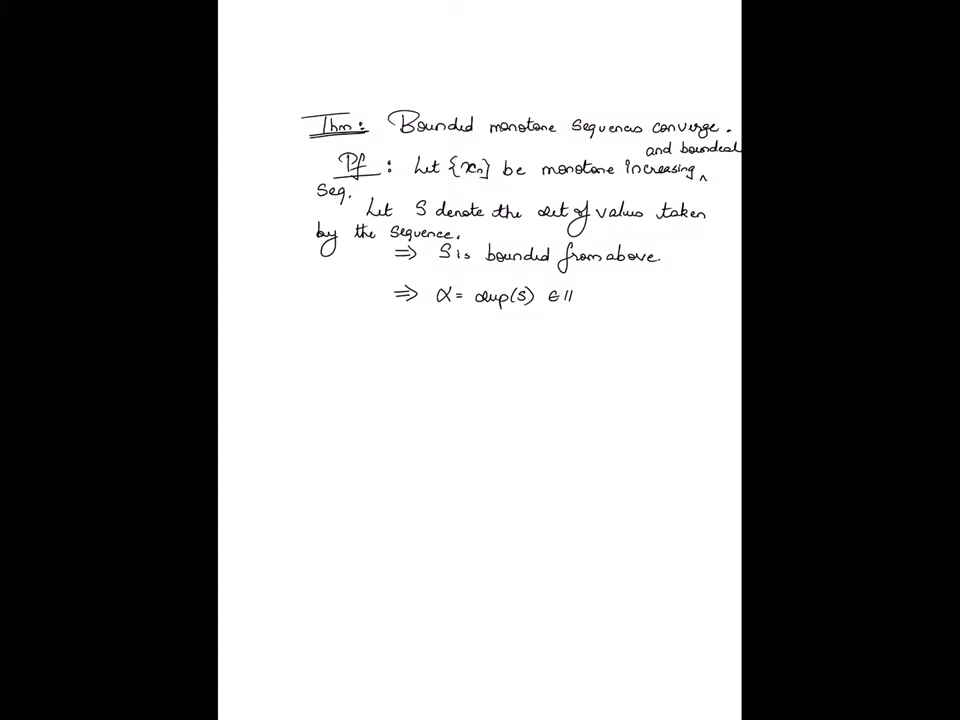 Thm: Bounded monotone sequences converge.
and bounded
Pf: Let {xn} be monotone increasing ^
seq.
Let S denote the set of values taken
by the sequence.
⇒ S is bounded from above
⇒ α = sup(S) ∈